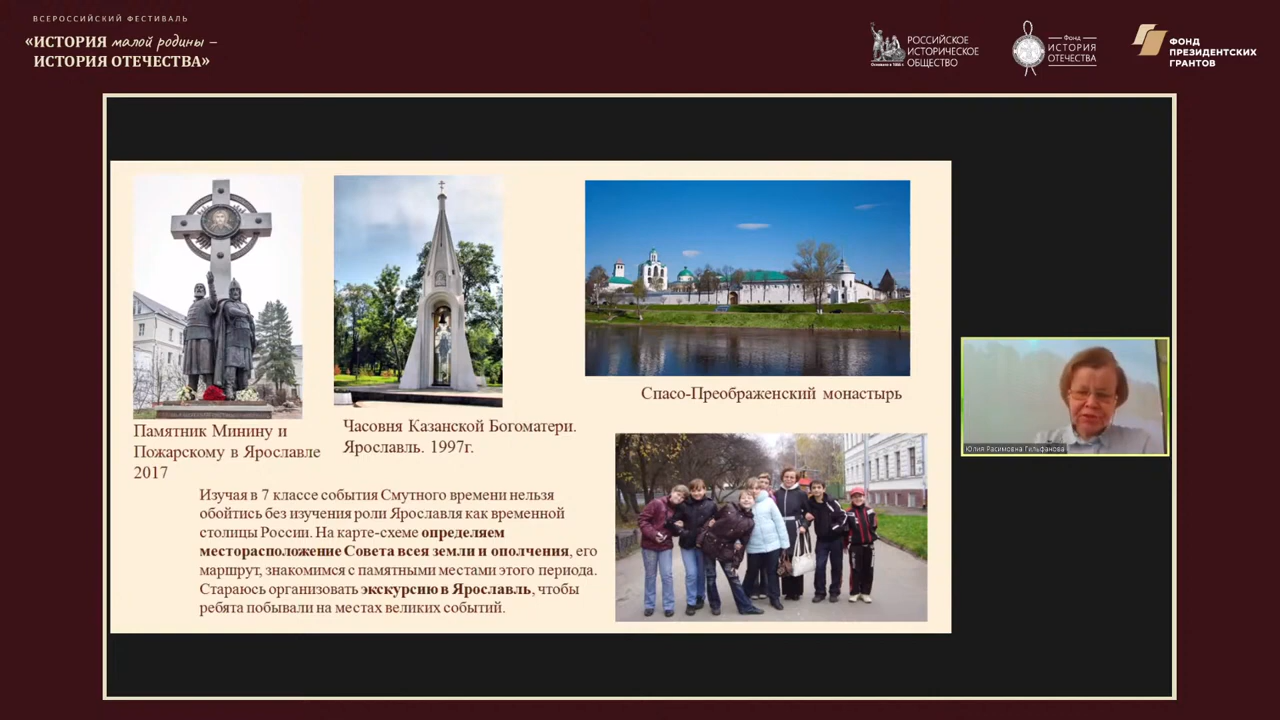 ВСЕРОССИЙСКИЙ ФЕСТИВАЛЬ
«ИСТОРИЯ малой родины –
ИСТОРИЯ ОТЕЧЕСТВА»
РОССИЙСКОЕ
ИСТОРИЧЕСКОЕ
ОБЩЕСТВО
Основано в 1866 г
Фонд
ИСТОРИЯ
ОТЕЧЕСТВА
ФОНД
ПРЕЗИДЕНТСКИХ
ГРАНТОВ
Памятник Минину и
Пожарскому в Ярославле
2017
Часовня Казанской Богоматери.
Ярославль. 1997г.
Спасо-Преображенский монастырь
Изучая в 7 классе события Смутного времени нельзя
обойтись без изучения роли Ярославля как временной
столицы России. На карте-схеме определяем
месторасположение Совета всея земли и ополчения, его
маршрут, знакомимся с памятными местами этого периода.
Стараюсь организовать экскурсию в Ярославль, чтобы
ребята побывали на местах великих событий.
Юлия Расимовна Гильфанова